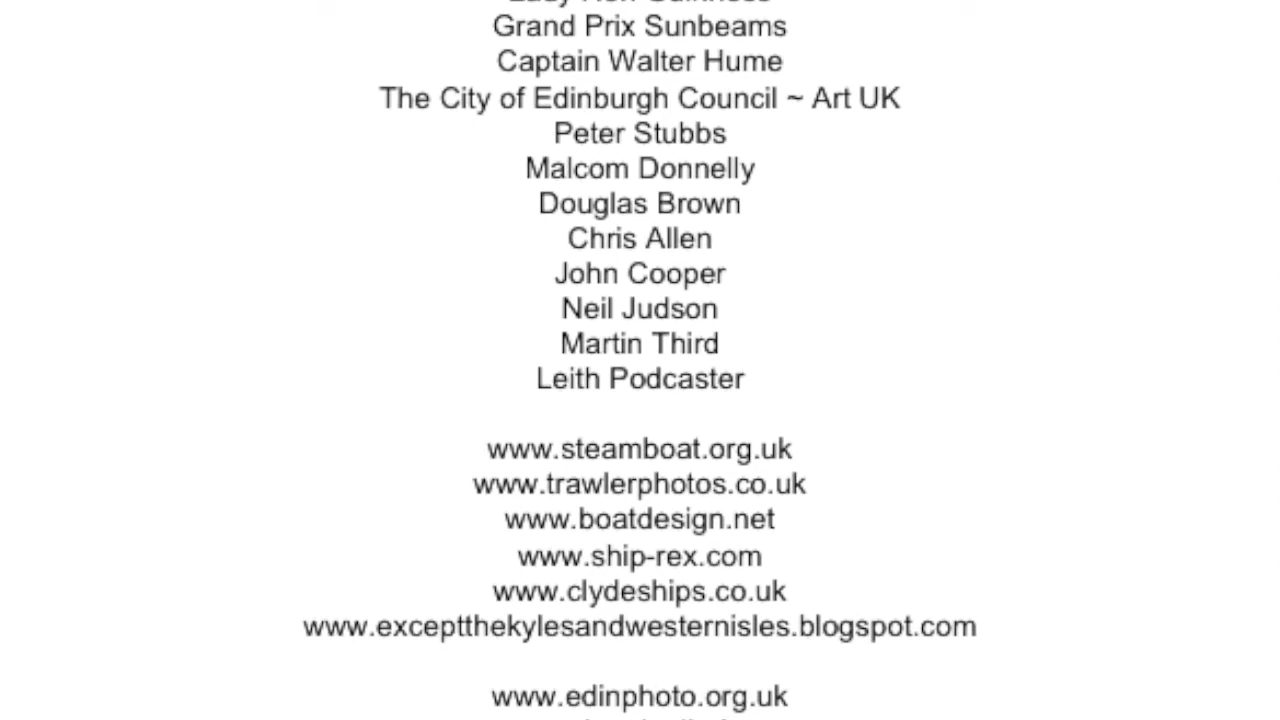 Grand Prix Sunbeams
Captain Walter Hume
The City of Edinburgh Council ~ Art UK
Peter Stubbs
Malcom Donnelly
Douglas Brown
Chris Allen
John Cooper
Neil Judson
Martin Third
Leith Podcaster
www.steamboat.org.uk
www.trawlerphotos.co.uk
www.boatdesign.net
www.ship-rex.com
www.clydeships.co.uk
www.exceptthekylesandwesternisles.blogspot.com
www.edinphoto.org.uk